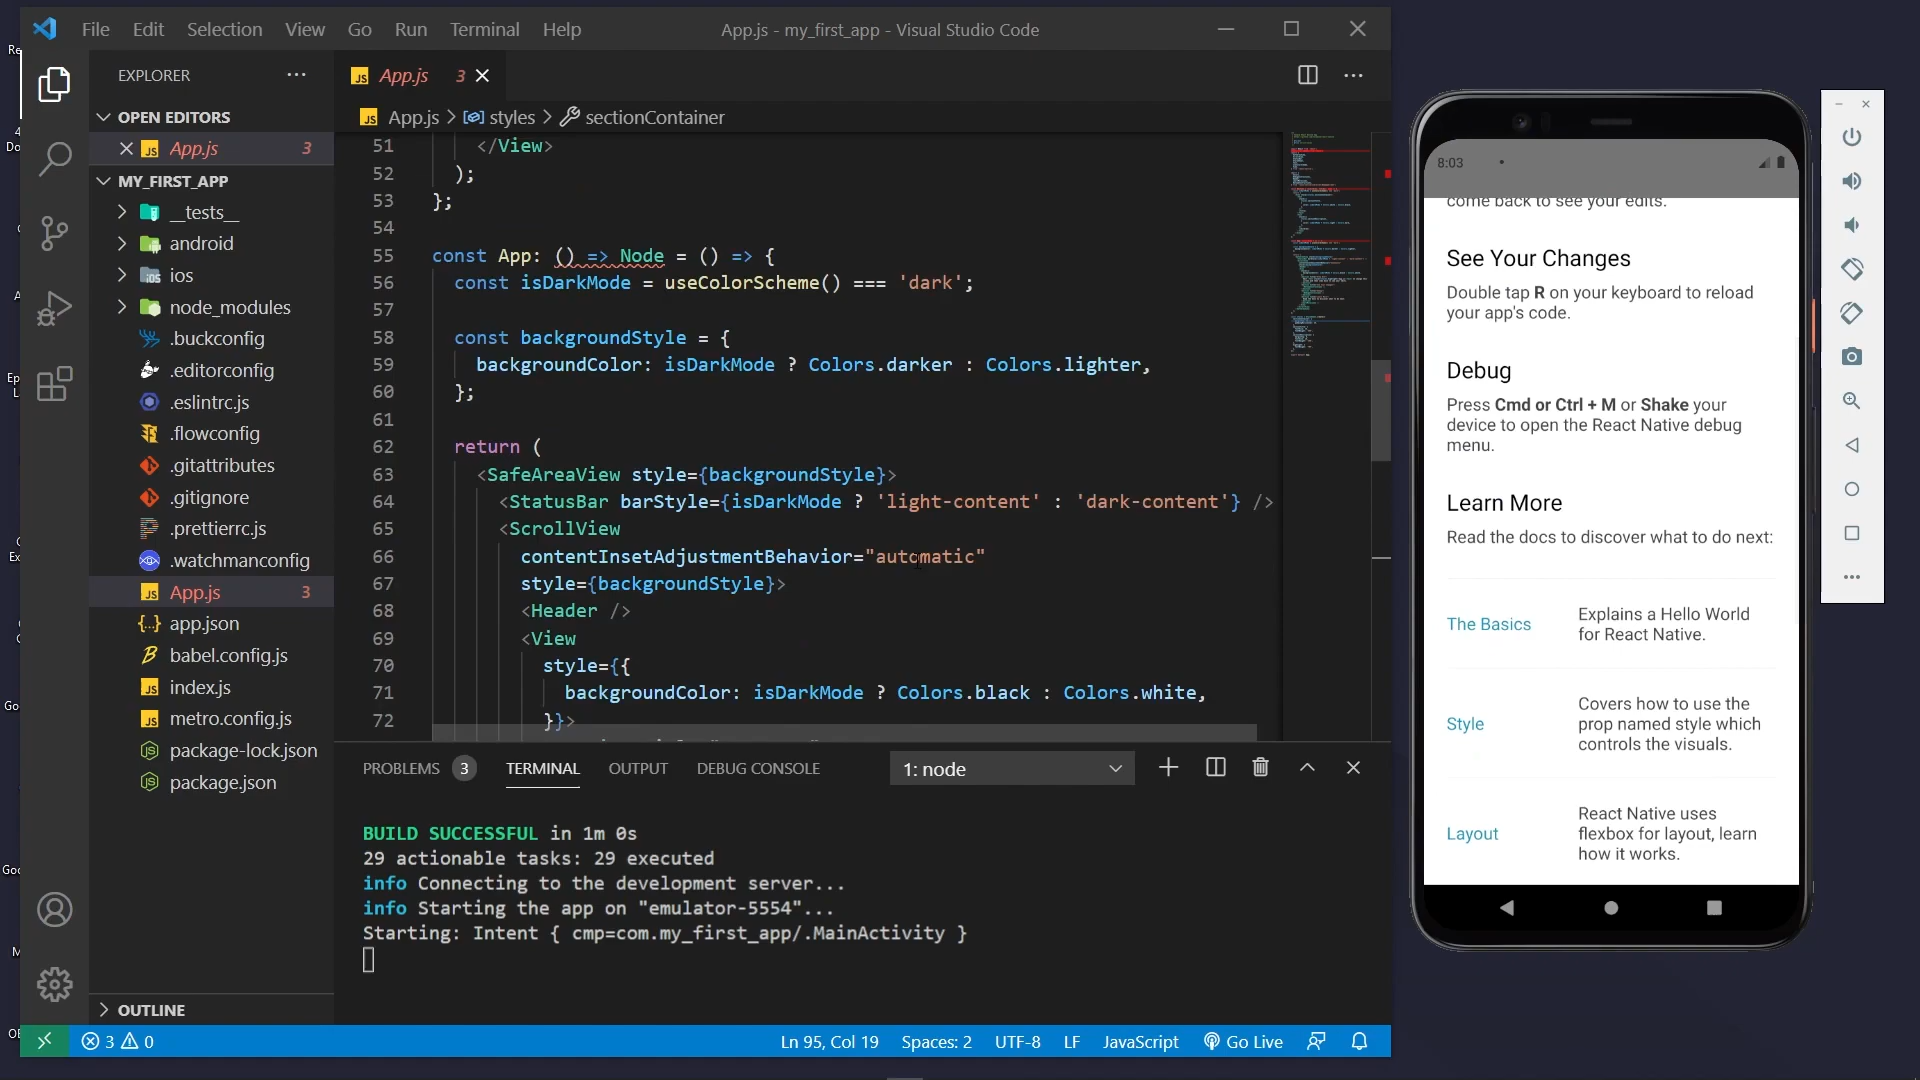 File Edit Selection View Go Run Terminal Help
App.js - my_first_app - Visual Studio Code
EXPLORER
OPEN EDITORS
App.js 3
MY_FIRST_APP
__tests__
android
ios
node_modules
.buckconfig
.editorconfig
.eslintrc.js
.flowconfig
.gitattributes
.gitignore
.prettierrc.js
.watchmanconfig
App.js 3
app.json
babel.config.js
index.js
metro.config.js
package-lock.json
package.json
OUTLINE
App.js 3
App.js > styles > sectionContainer
51 </View>
52 );
53 };
54
55 const App: () => Node = () => {
56 const isDarkMode = useColorScheme() === 'dark';
57
58 const backgroundStyle = {
59 backgroundColor: isDarkMode ? Colors.darker : Colors.lighter,
60 };
61
62 return (
63 <SafeAreaView style={backgroundStyle}>
64 <StatusBar barStyle={isDarkMode ? 'light-content' : 'dark-content'} />
65 <ScrollView
66 contentInsetAdjustmentBehavior="automatic"
67 style={backgroundStyle}>
68 <Header />
69 <View
70 style={{
71 backgroundColor: isDarkMode ? Colors.black : Colors.white,
72 }}>
PROBLEMS 3 TERMINAL OUTPUT DEBUG CONSOLE 1: node
BUILD SUCCESSFUL in 1m 0s
29 actionable tasks: 29 executed
info Connecting to the development server...
info Starting the app on "emulator-5554"...
Starting: Intent { cmp=com.my_first_app/.MainActivity }
3 0
Ln 95, Col 19 Spaces: 2 UTF-8 LF JavaScript Go Live
8:03
come back to see your edits.
See Your Changes
Double tap R on your keyboard to reload
your app's code.
Debug
Press Cmd or Ctrl + M or Shake your
device to open the React Native debug
menu.
Learn More
Read the docs to discover what to do next:
The Basics
Explains a Hello World
for React Native.
Style
Covers how to use the
prop named style which
controls the visuals.
Layout
React Native uses
flexbox for layout, learn
how it works.